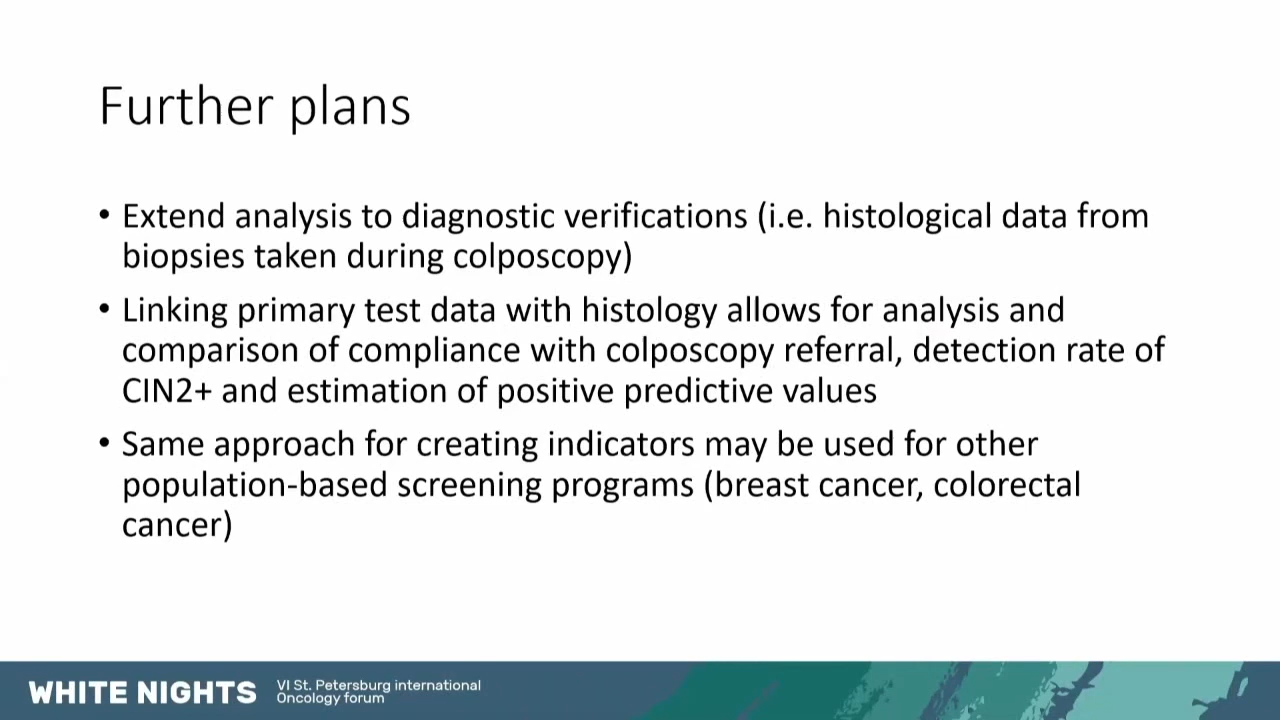 Further plans
• Extend analysis to diagnostic verifications (i.e. histological data from
biopsies taken during colposcopy)
• Linking primary test data with histology allows for analysis and
comparison of compliance with colposcopy referral, detection rate of
CIN2+ and estimation of positive predictive values
• Same approach for creating indicators may be used for other
population-based screening programs (breast cancer, colorectal
cancer)
WHITE NIGHTS
VI St. Petersburg international
Oncology forum